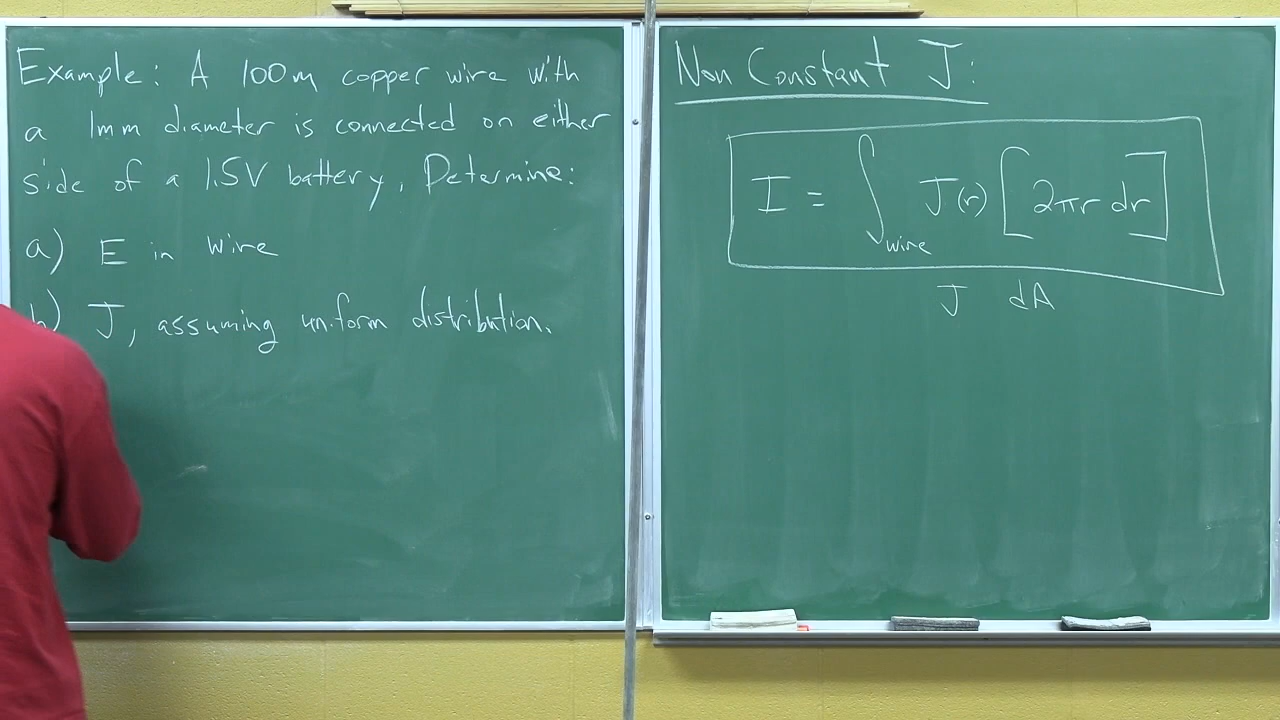 Example: A 100m copper wire with
a 1mm diameter is connected on either
side of a 1.5V battery. Determine:
a) E in wire
b) J, assuming uniform distribution.
Non Constant J:
I = ∫wire J(r) [2πr dr]
J dA